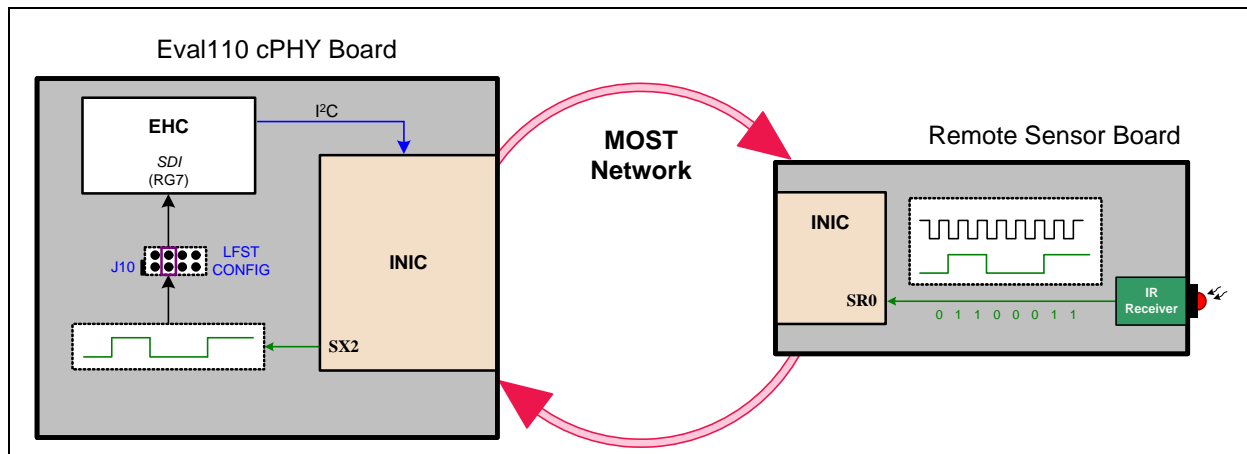 Eval110 cPHY Board
EHC
SDI
(RG7)
I²C
J10
LFST
CONFIG
INIC
SX2
MOST
Network
Remote Sensor Board
INIC
SR0
0 1 1 0 0 0 1 1
IR
Receiver